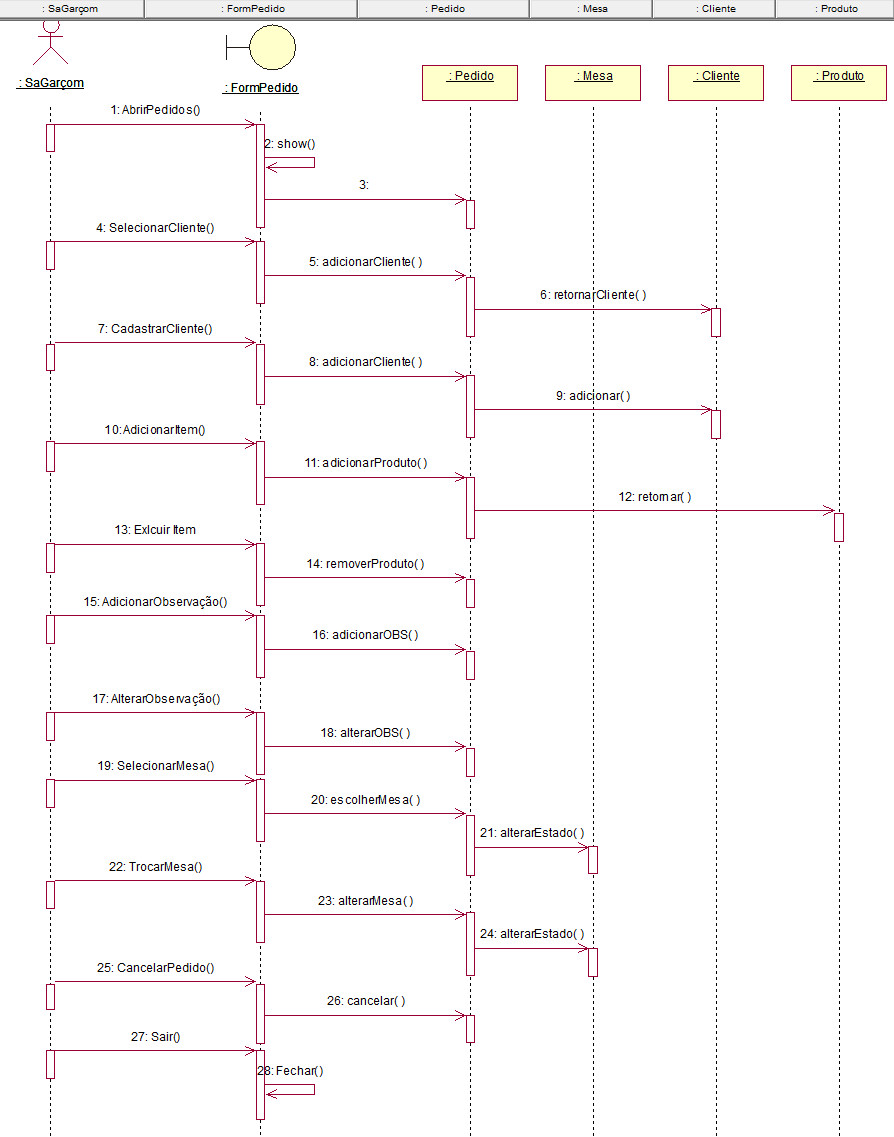 : SaGarçom : FormPedido : Pedido : Mesa : Cliente : Produto
: SaGarçom
: FormPedido
: Pedido
: Mesa
: Cliente
: Produto
1: AbrirPedidos()
2: show()
3:
4: SelecionarCliente()
5: adicionarCliente( )
6: retornarCliente( )
7: CadastrarCliente()
8: adicionarCliente( )
9: adicionar( )
10: AdicionarItem()
11: adicionarProduto( )
12: retornar( )
13: Exlcuir Item
14: removerProduto( )
15: AdicionarObservação()
16: adicionarOBS( )
17: AlterarObservação()
18: alterarOBS( )
19: SelecionarMesa()
20: escolherMesa( )
21: alterarEstado( )
22: TrocarMesa()
23: alterarMesa( )
24: alterarEstado( )
25: CancelarPedido()
26: cancelar( )
27: Sair()
28: Fechar()